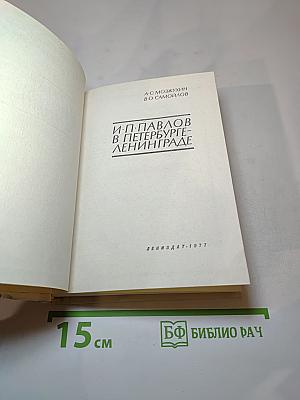 А·С·МОЗЖУХИН
В·О·САМОЙЛОВ
И·П·ПАВЛОВ
В ПЕТЕРБУРГЕ-
ЛЕНИНГРАДЕ
ЛЕНИЗДАТ·1977
15 см
БФ БИБЛИО РАЧ